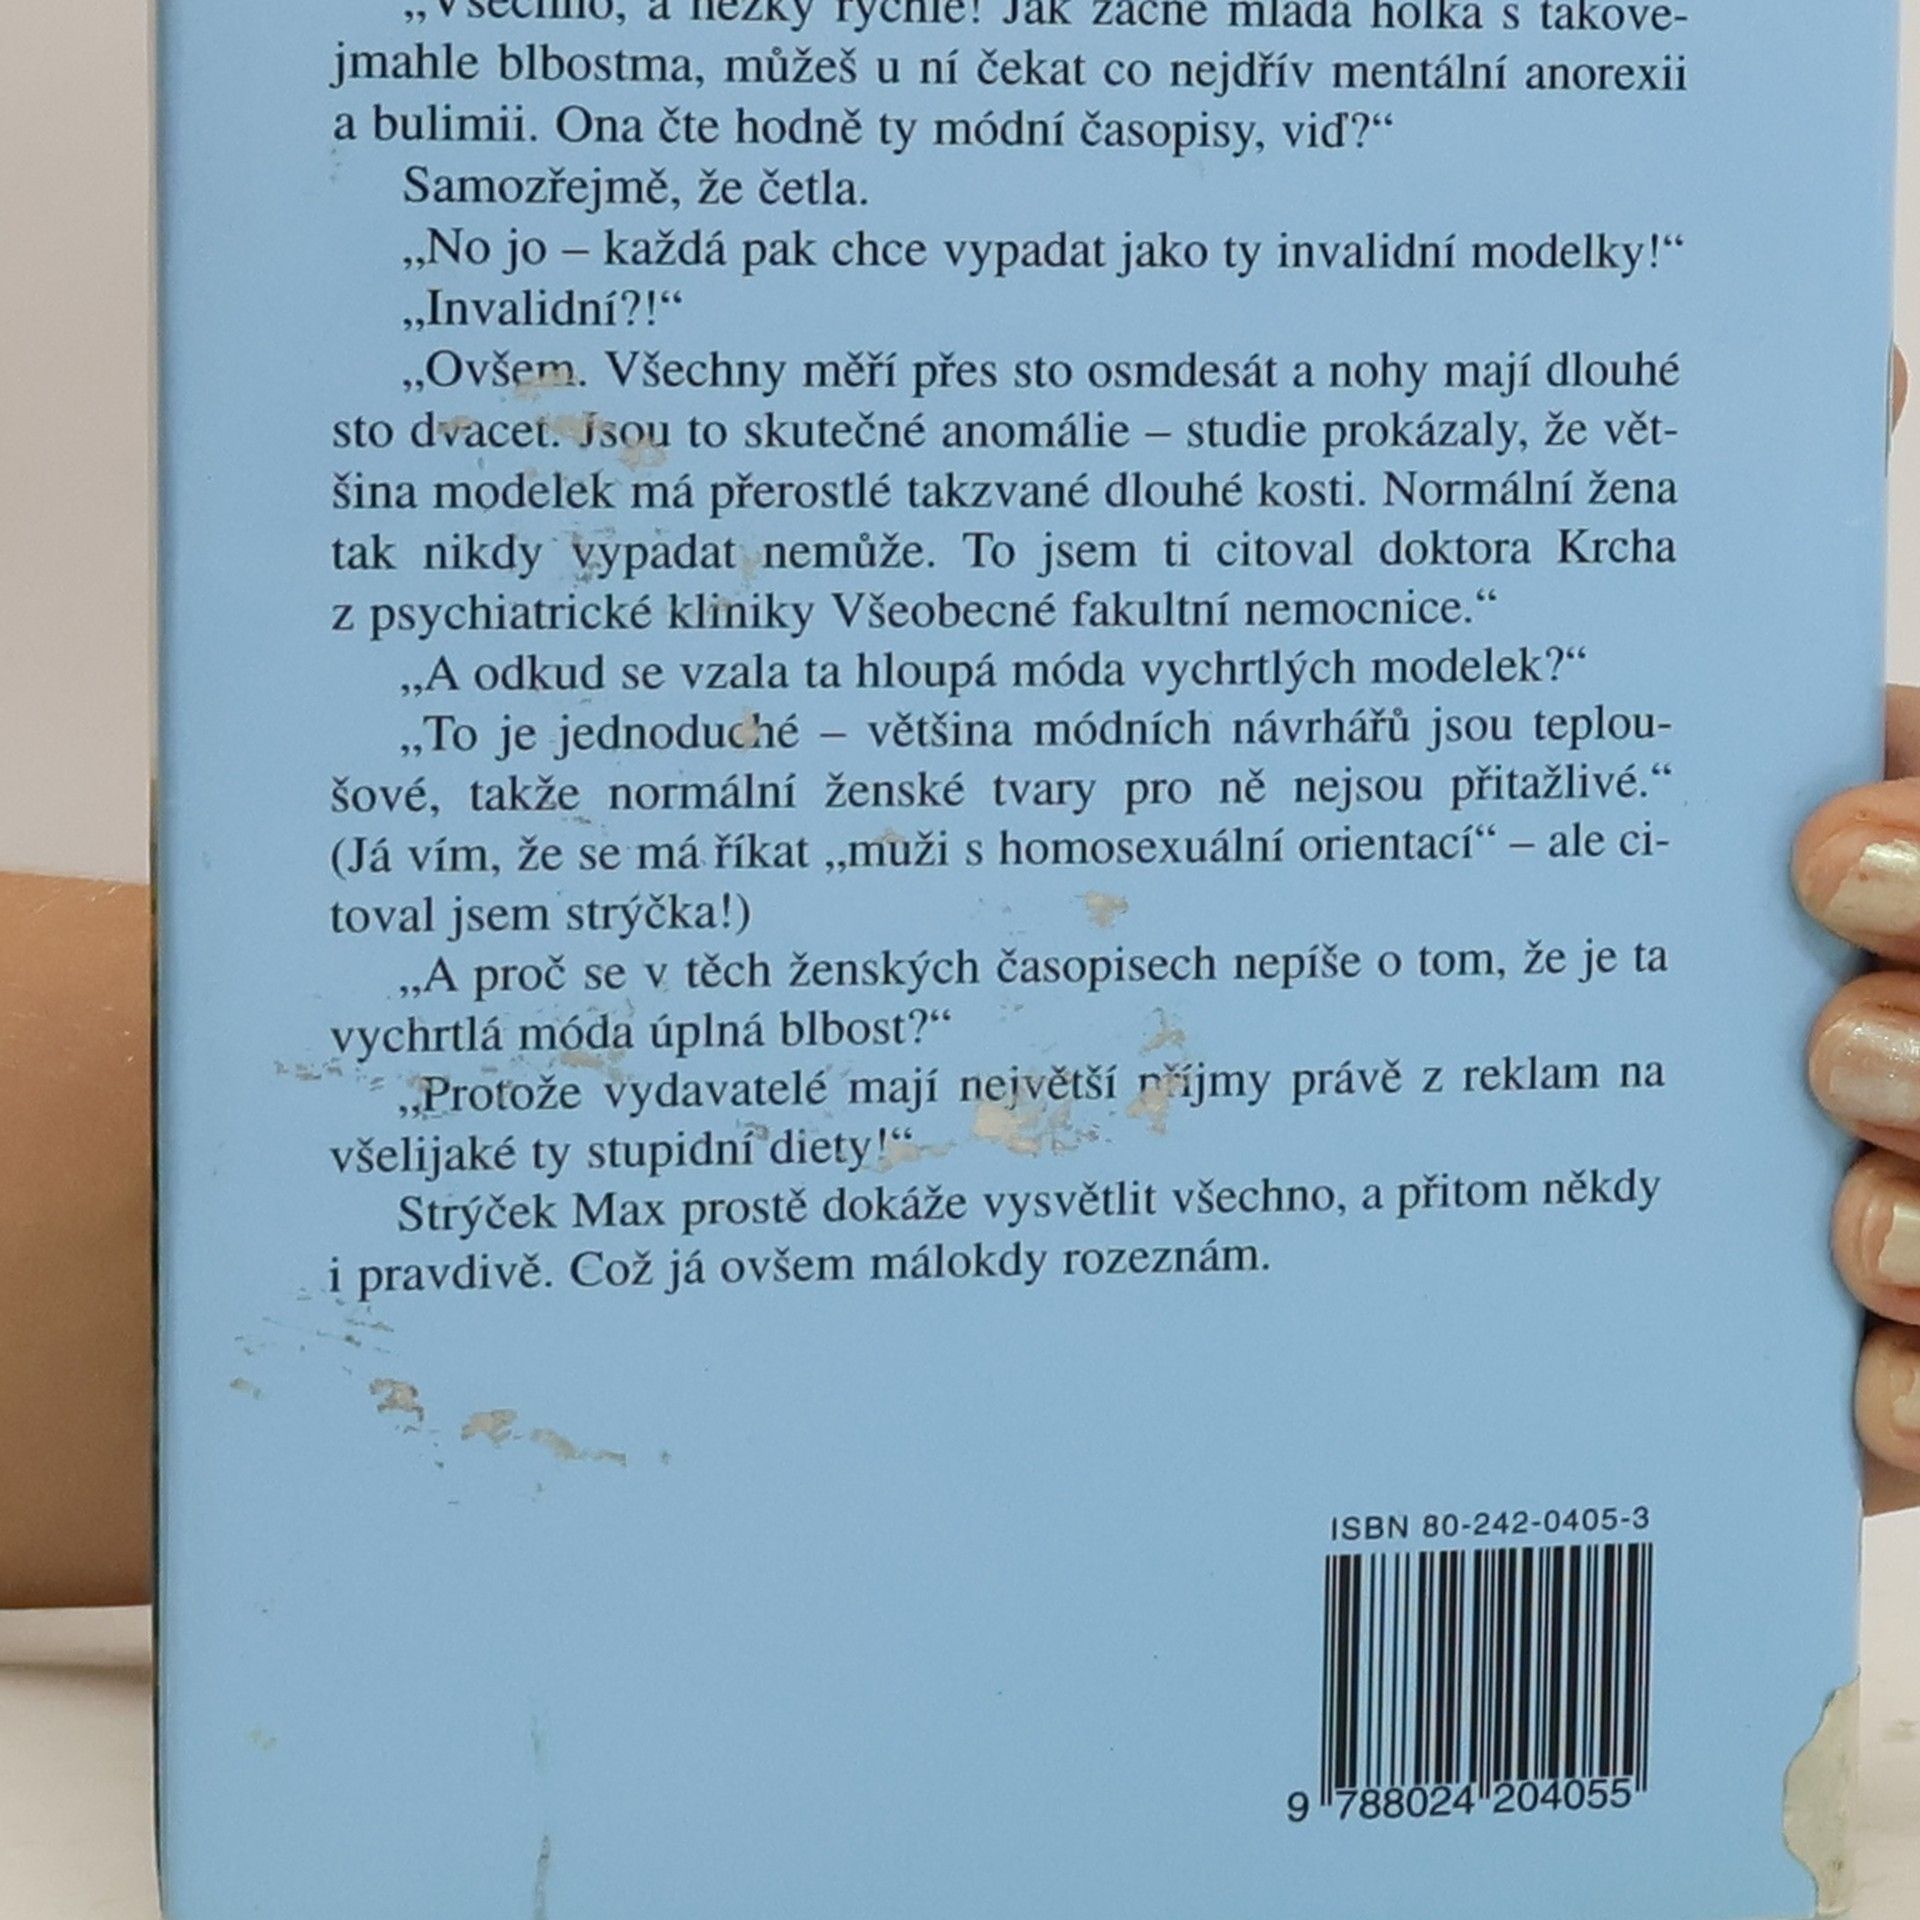 „Všechno, a hezky rychle! Jak začne mladá holka s takove-
jmahle blbostma, můžeš u ní čekat co nejdřív mentální anorexii
a bulimii. Ona čte hodně ty módní časopisy, viď?“
Samozřejmě, že četla.
„No jo – každá pak chce vypadat jako ty invalidní modelky!“
„Invalidní?!“
„Ovšem. Všechny měří přes sto osmdesát a nohy mají dlouhé
sto dvacet. Jsou to skutečné anomálie – studie prokázaly, že vět-
šina modelek má přerostlé takzvané dlouhé kosti. Normální žena
tak nikdy vypadat nemůže. To jsem ti citoval doktora Krcha
z psychiatrické kliniky Všeobecné fakultní nemocnice.“
„A odkud se vzala ta hloupá móda vychrtlých modelek?“
„To je jednoduché – většina módních návrhářů jsou teplou-
šové, takže normální ženské tvary pro ně nejsou přitažlivé.“
(Já vím, že se má říkat „muži s homosexuální orientací“ – ale ci-
toval jsem strýčka!)
„A proč se v těch ženských časopisech nepíše o tom, že je ta
vychrtlá móda úplná blbost?“
„Protože vydavatelé mají největší příjmy právě z reklam na
všelijaké ty stupidní diety!“
Strýček Max prostě dokáže vysvětlit všechno, a přitom někdy
i pravdivě. Což já ovšem málokdy rozeznám.
ISBN 80-242-0405-3
9 788024 204055